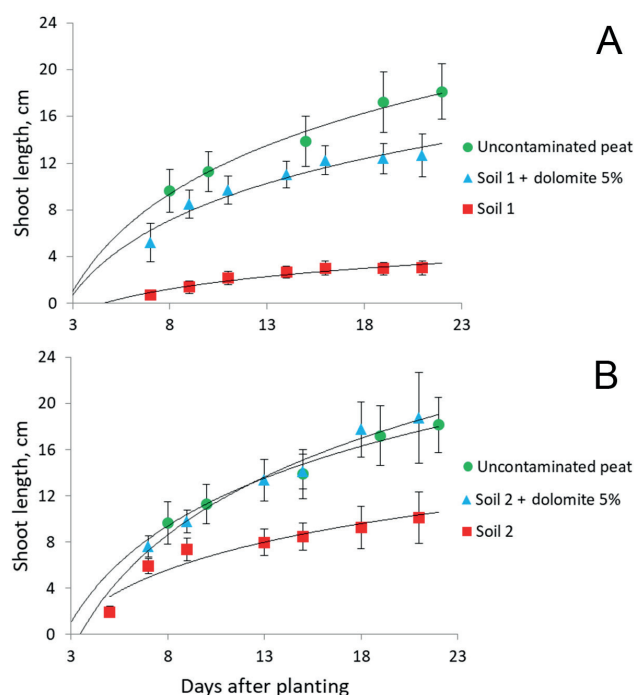 A
24
20
16
12
8
4
0
Shoot length, cm
3 8 13 18 23
Uncontaminated peat
Soil 1 + dolomite 5%
Soil 1
B
24
20
16
12
8
4
0
Shoot length, cm
3 8 13 18 23
Days after planting
Uncontaminated peat
Soil 2 + dolomite 5%
Soil 2